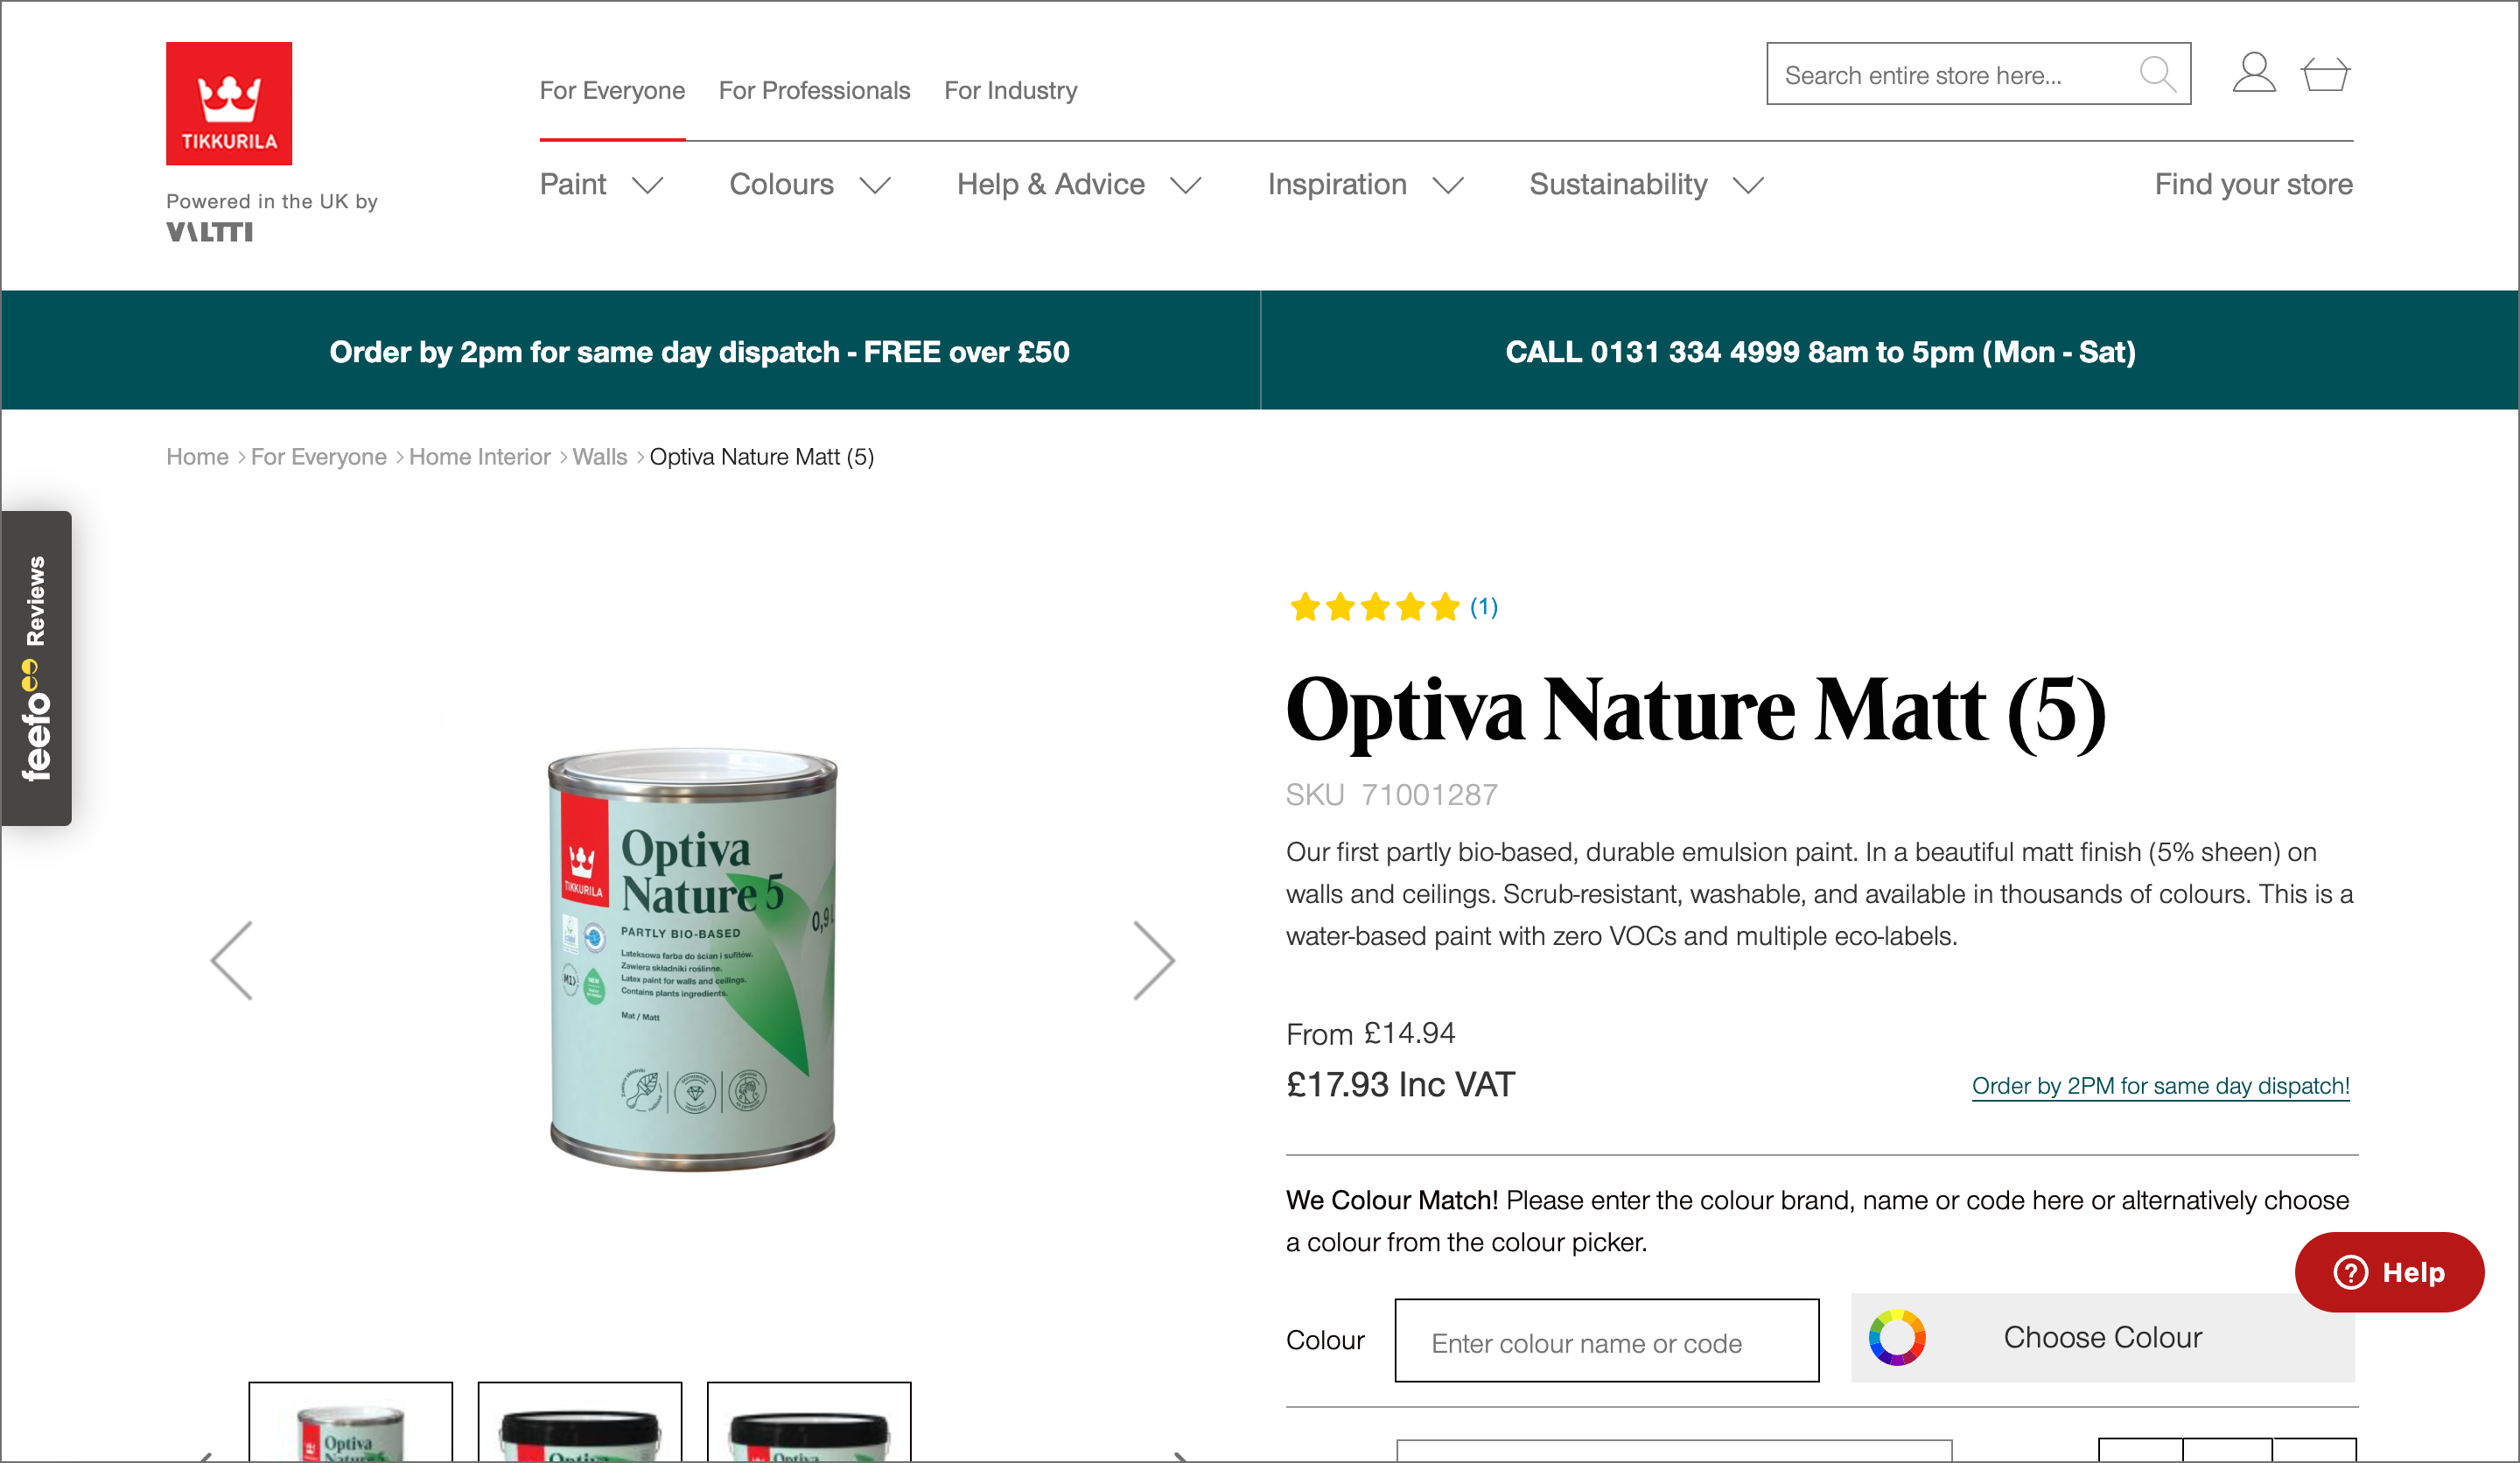 TIKKURILA
Powered in the UK by
VALTTI
For Everyone For Professionals For Industry
Search entire store here...
Paint Colours Help & Advice Inspiration Sustainability Find your store
Order by 2pm for same day dispatch - FREE over £50
CALL 0131 334 4999 8am to 5pm (Mon - Sat)
Home > For Everyone > Home Interior > Walls > Optiva Nature Matt (5)
feefo Reviews
(1)
Optiva Nature Matt (5)
SKU 71001287
Our first partly bio-based, durable emulsion paint. In a beautiful matt finish (5% sheen) on
walls and ceilings. Scrub-resistant, washable, and available in thousands of colours. This is a
water-based paint with zero VOCs and multiple eco-labels.
From £14.94
£17.93 Inc VAT
Order by 2PM for same day dispatch!
We Colour Match! Please enter the colour brand, name or code here or alternatively choose
a colour from the colour picker.
Colour
Enter colour name or code
Choose Colour
Help
TIKKURILA
Optiva
Nature 5
0,9 L
PARTLY BIO-BASED
Lateksowa farba do ścian i sufitów.
Zawiera składniki roślinne.
Latex paint for walls and ceilings.
Contains plants ingredients.
Mat / Matt
M1
Optiva
Nature
Optiva
Optiva